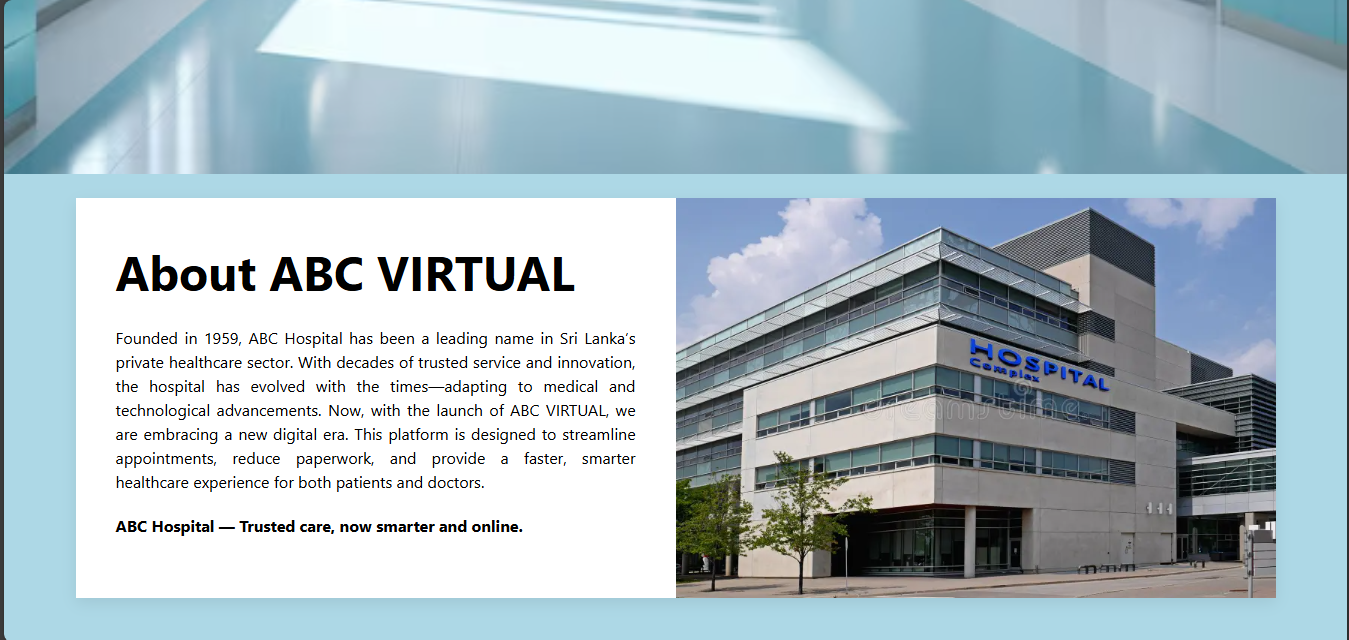 About ABC VIRTUAL
Founded in 1959, ABC Hospital has been a leading name in Sri Lanka’s
private healthcare sector. With decades of trusted service and innovation,
the hospital has evolved with the times—adapting to medical and
technological advancements. Now, with the launch of ABC VIRTUAL, we
are embracing a new digital era. This platform is designed to streamline
appointments, reduce paperwork, and provide a faster, smarter
healthcare experience for both patients and doctors.
ABC Hospital — Trusted care, now smarter and online.
HOSPITAL
Complex
dreamstime